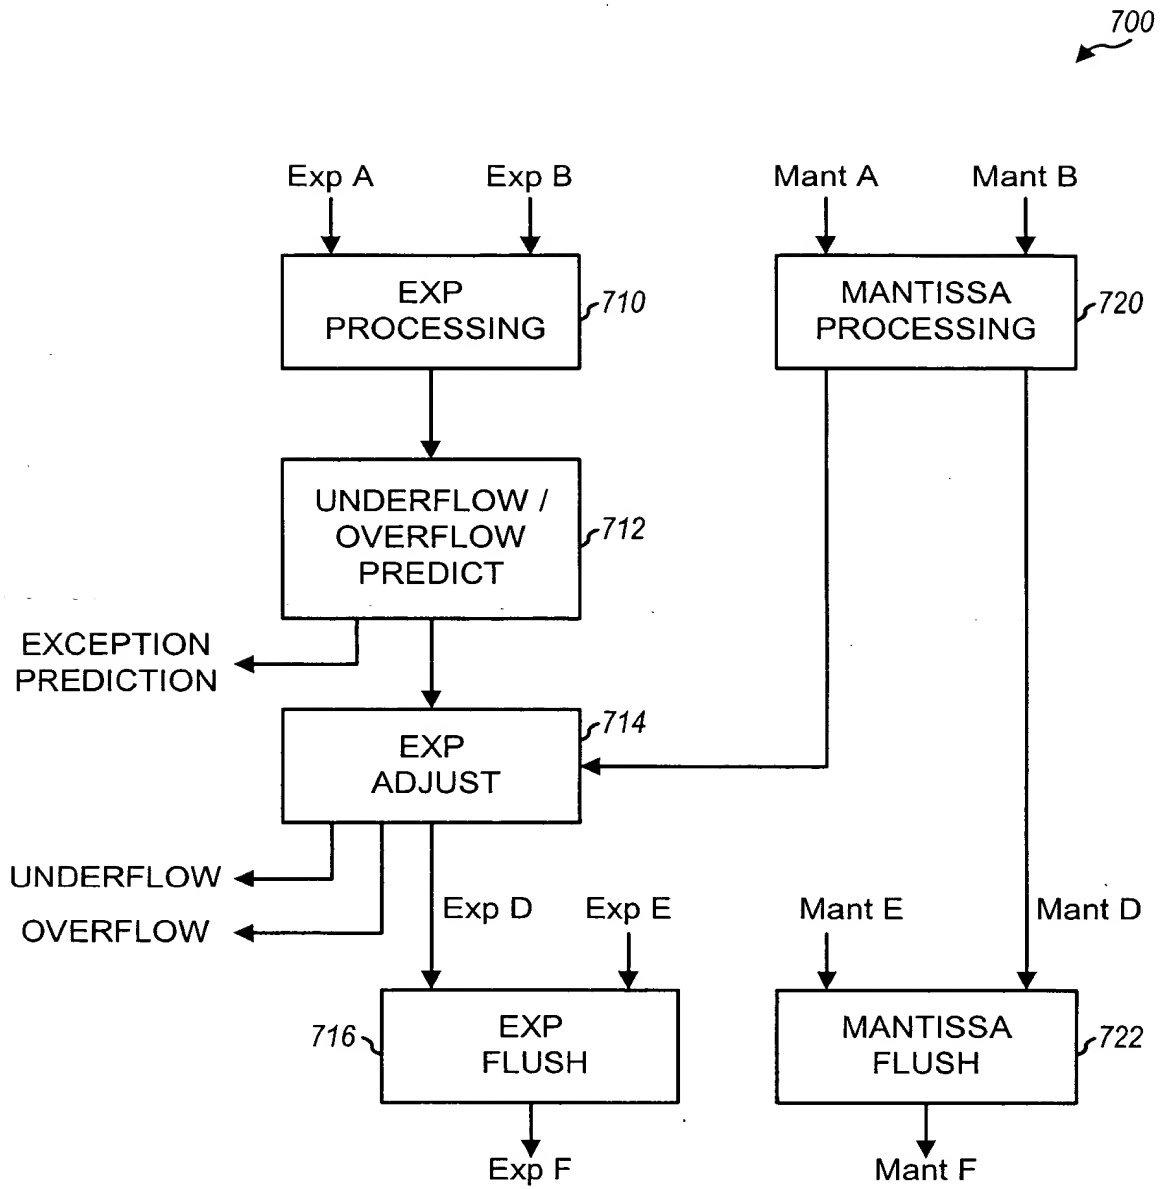 700
Exp A
Exp B
Mant A
Mant B
EXP
PROCESSING
710
MANTISSA
PROCESSING
720
UNDERFLOW /
OVERFLOW
PREDICT
712
EXCEPTION
PREDICTION
EXP
ADJUST
714
UNDERFLOW
OVERFLOW
Exp D
Exp E
Mant E
Mant D
EXP
FLUSH
716
MANTISSA
FLUSH
722
Exp F
Mant F